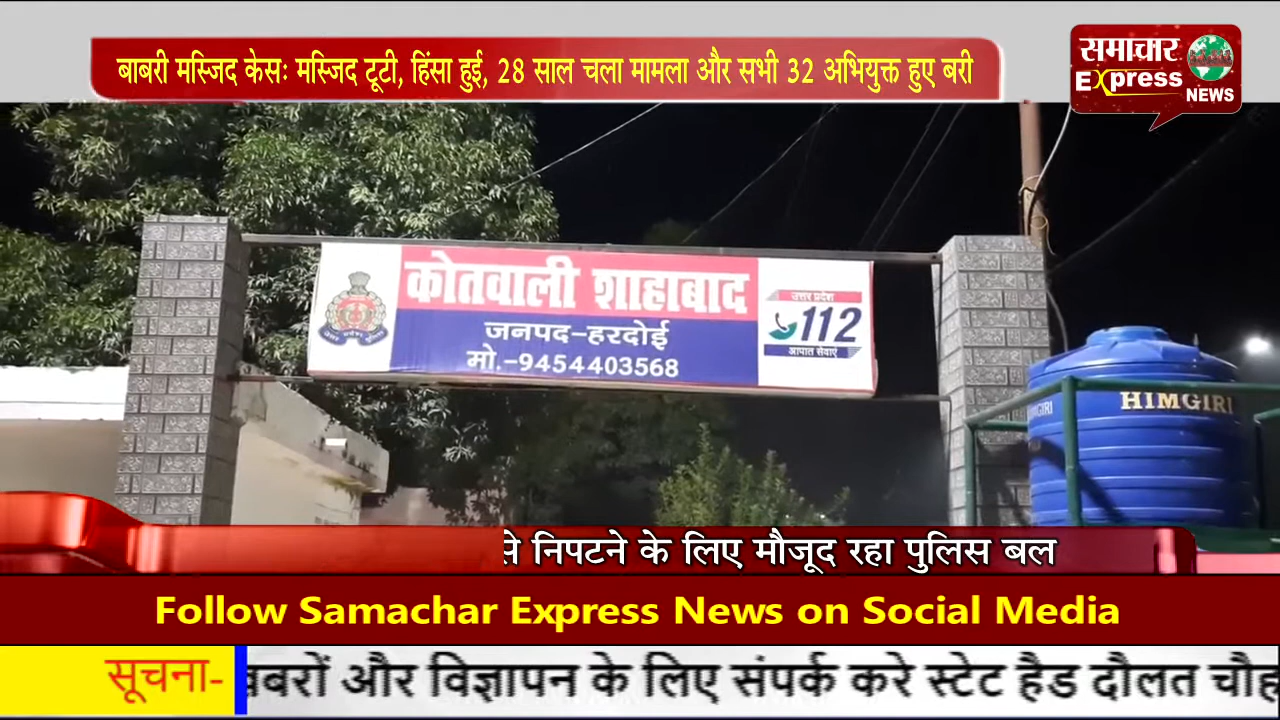 बाबरी मस्जिद केसः मस्जिद टूटी, हिंसा हुई, 28 साल चला मामला और सभी 32 अभियुक्त हुए बरी
समाचार
Express
NEWS
कोतवाली शाहाबाद
जनपद-हरदोई
मो.-9454403568
उत्तर प्रदेश
112
आपात सेवाएं
HIMGIRI
से निपटने के लिए मौजूद रहा पुलिस बल
Follow Samachar Express News on Social Media
सूचना-
खबरों और विज्ञापन के लिए संपर्क करे स्टेट हैड दौलत